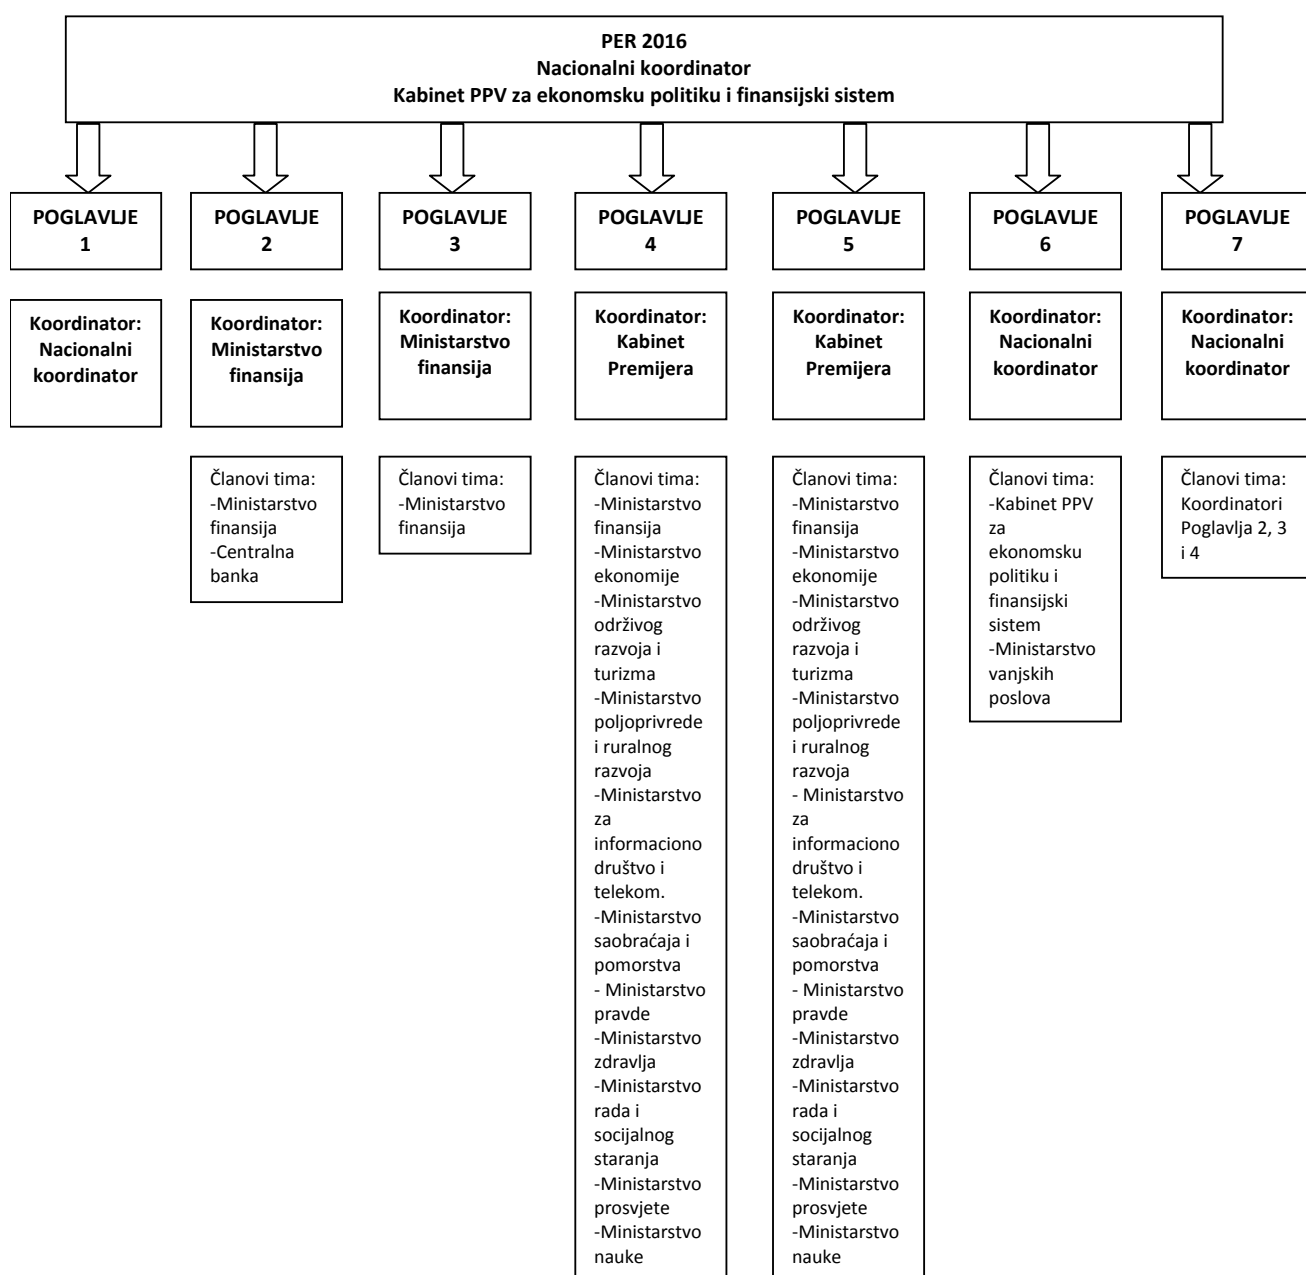 PER 2016
Nacionalni koordinator
Kabinet PPV za ekonomsku politiku i finansijski sistem
POGLAVLJE
1
POGLAVLJE
2
POGLAVLJE
3
POGLAVLJE
4
POGLAVLJE
5
POGLAVLJE
6
POGLAVLJE
7
Koordinator:
Nacionalni
koordinator
Koordinator:
Ministarstvo
finansija
Koordinator:
Ministarstvo
finansija
Koordinator:
Kabinet
Premijera
Koordinator:
Kabinet
Premijera
Koordinator:
Nacionalni
koordinator
Koordinator:
Nacionalni
koordinator
Članovi tima:
-Ministarstvo
finansija
-Centralna
banka
Članovi tima:
-Ministarstvo
finansija
Članovi tima:
-Ministarstvo
finansija
-Ministarstvo
ekonomije
-Ministarstvo
održivog
razvoja i
turizma
-Ministarstvo
poljoprivrede
i ruralnog
razvoja
-Ministarstvo
za
informaciono
društvo i
telekom.
-Ministarstvo
saobraćaja i
pomorstva
- Ministarstvo
pravde
-Ministarstvo
zdravlja
-Ministarstvo
rada i
socijalnog
staranja
-Ministarstvo
prosvjete
-Ministarstvo
nauke
Članovi tima:
-Ministarstvo
finansija
-Ministarstvo
ekonomije
-Ministarstvo
održivog
razvoja i
turizma
-Ministarstvo
poljoprivrede
i ruralnog
razvoja
- Ministarstvo
za
informaciono
društvo i
telekom.
-Ministarstvo
saobraćaja i
pomorstva
- Ministarstvo
pravde
-Ministarstvo
zdravlja
-Ministarstvo
rada i
socijalnog
staranja
-Ministarstvo
prosvjete
-Ministarstvo
nauke
Članovi tima:
-Kabinet PPV
za
ekonomsku
politiku i
finansijski
sistem
-Ministarstvo
vanjskih
poslova
Članovi tima:
Koordinatori
Poglavlja 2, 3
i 4